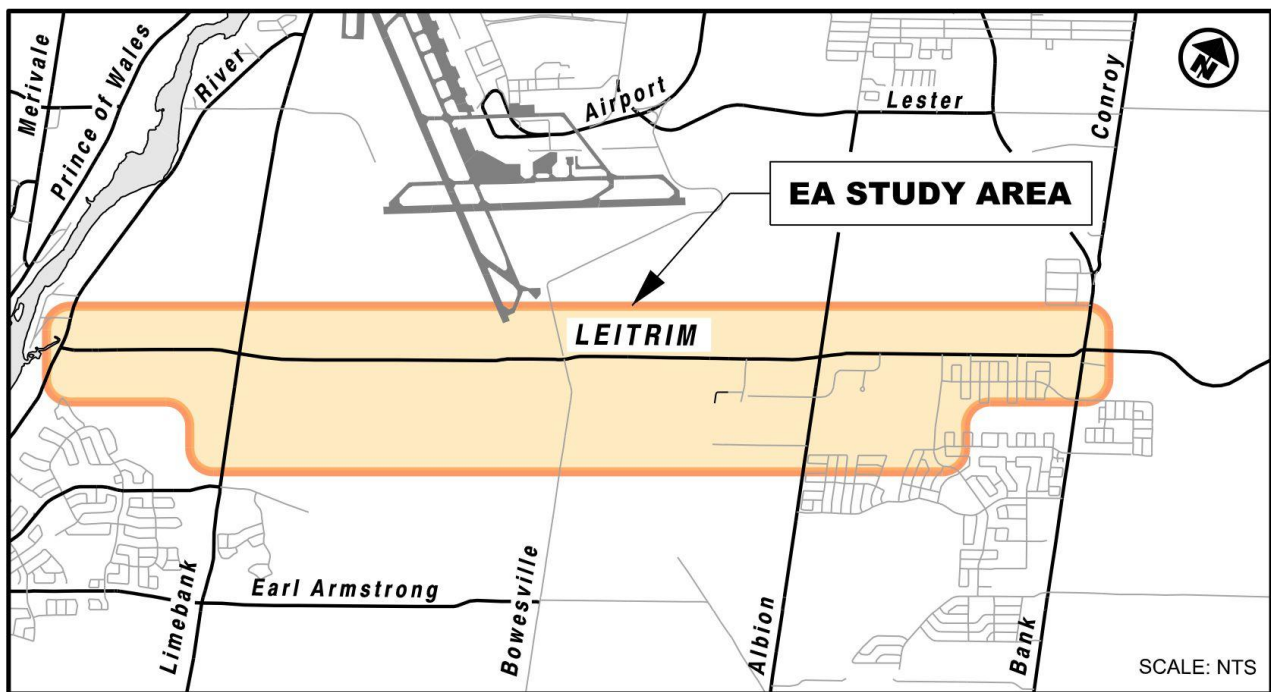 Merivale
Prince of Wales
River
Airport
Lester
Conroy
N
EA STUDY AREA
LEITRIM
Limebank
Earl Armstrong
Bowesville
Albion
Bank
SCALE: NTS